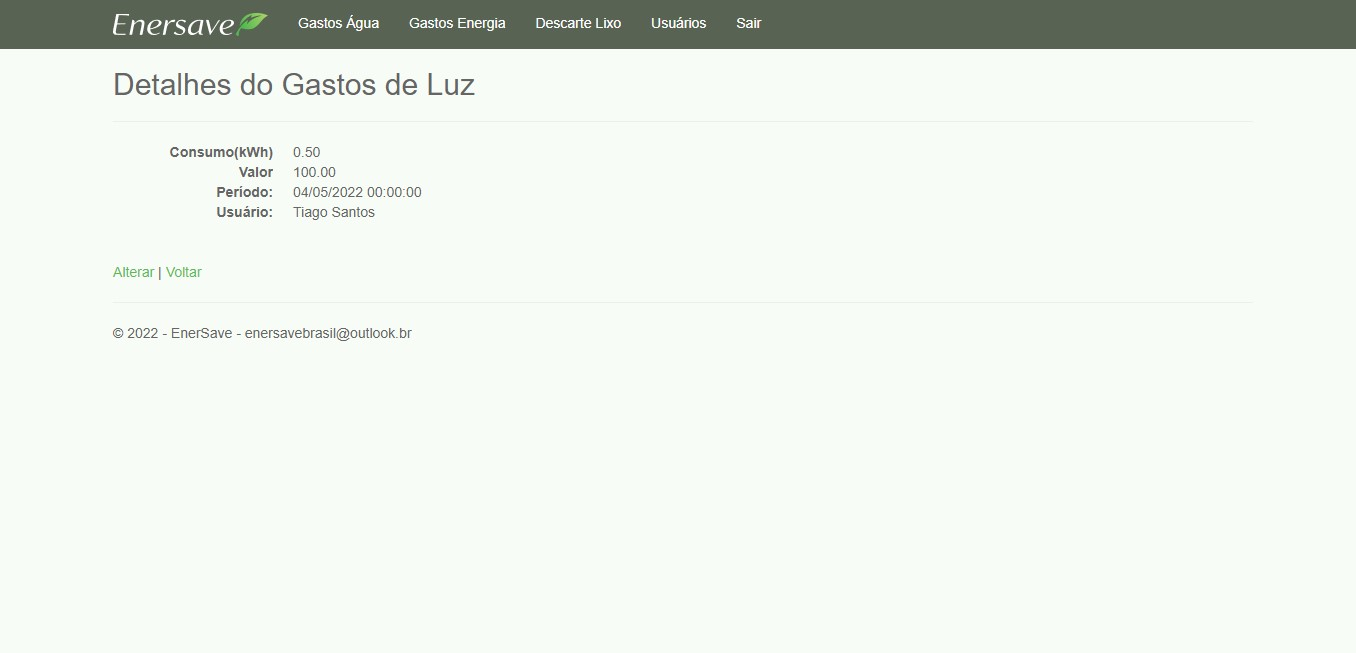 Enersave Gastos Água Gastos Energia Descarte Lixo Usuários Sair
Detalhes do Gastos de Luz
Consumo(kWh) 0.50
Valor 100.00
Período: 04/05/2022 00:00:00
Usuário: Tiago Santos
Alterar | Voltar
© 2022 - EnerSave - enersavebrasil@outlook.br